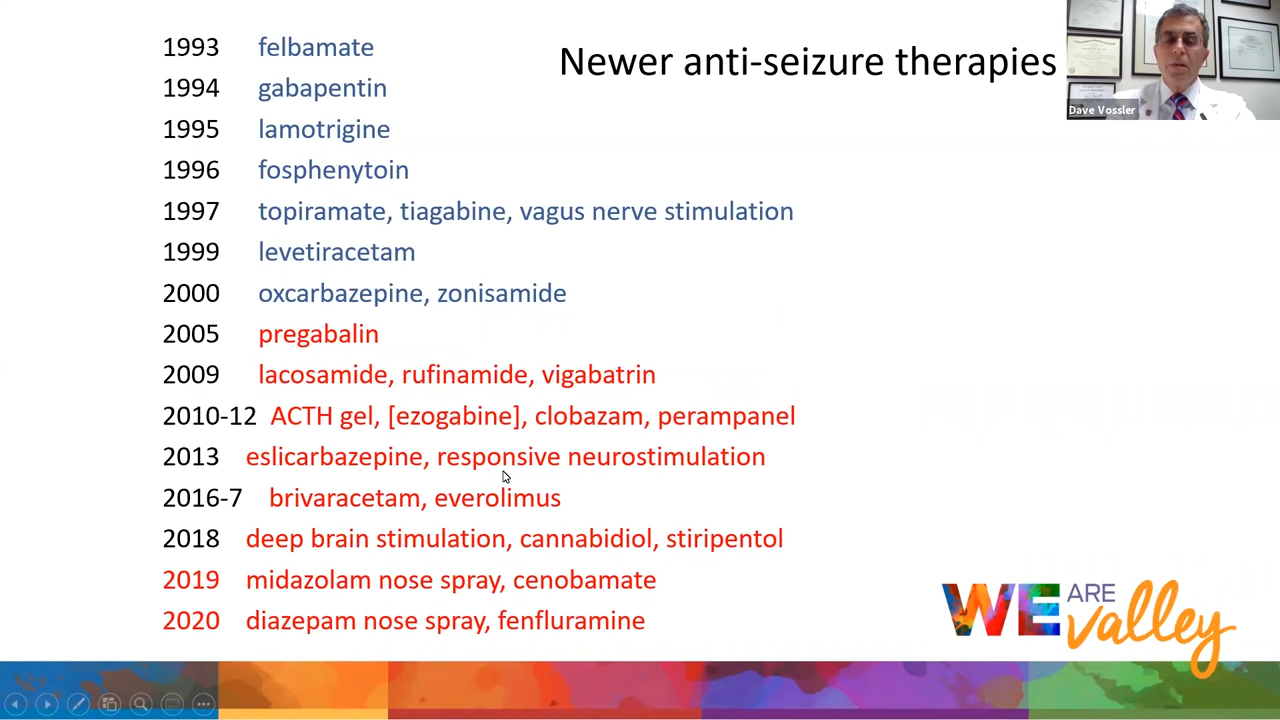 Newer anti-seizure therapies
Dave Vossler
1993 felbamate
1994 gabapentin
1995 lamotrigine
1996 fosphenytoin
1997 topiramate, tiagabine, vagus nerve stimulation
1999 levetiracetam
2000 oxcarbazepine, zonisamide
2005 pregabalin
2009 lacosamide, rufinamide, vigabatrin
2010-12 ACTH gel, [ezogabine], clobazam, perampanel
2013 eslicarbazepine, responsive neurostimulation
2016-7 brivaracetam, everolimus
2018 deep brain stimulation, cannabidiol, stiripentol
2019 midazolam nose spray, cenobamate
2020 diazepam nose spray, fenfluramine
WE ARE valley